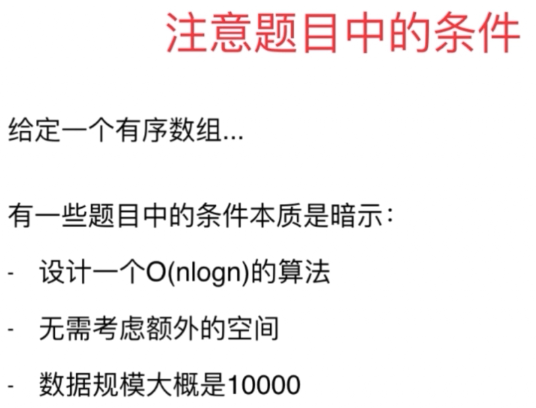 注意题目中的条件
给定一个有序数组...
有一些题目中的条件本质是暗示：
- 设计一个O(nlogn)的算法
- 无需考虑额外的空间
- 数据规模大概是10000